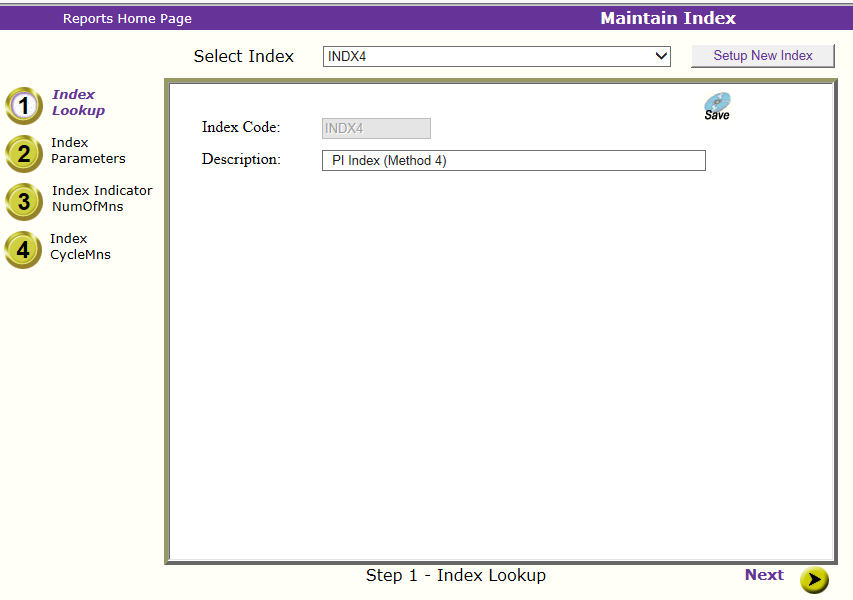 Reports Home Page
Maintain Index
Select Index
INDX4
Setup New Index
1
Index
Lookup
2
Index
Parameters
3
Index Indicator
NumOfMns
4
Index
CycleMns
Save
Index Code:
INDX4
Description:
PI Index (Method 4)
Step 1 - Index Lookup
Next